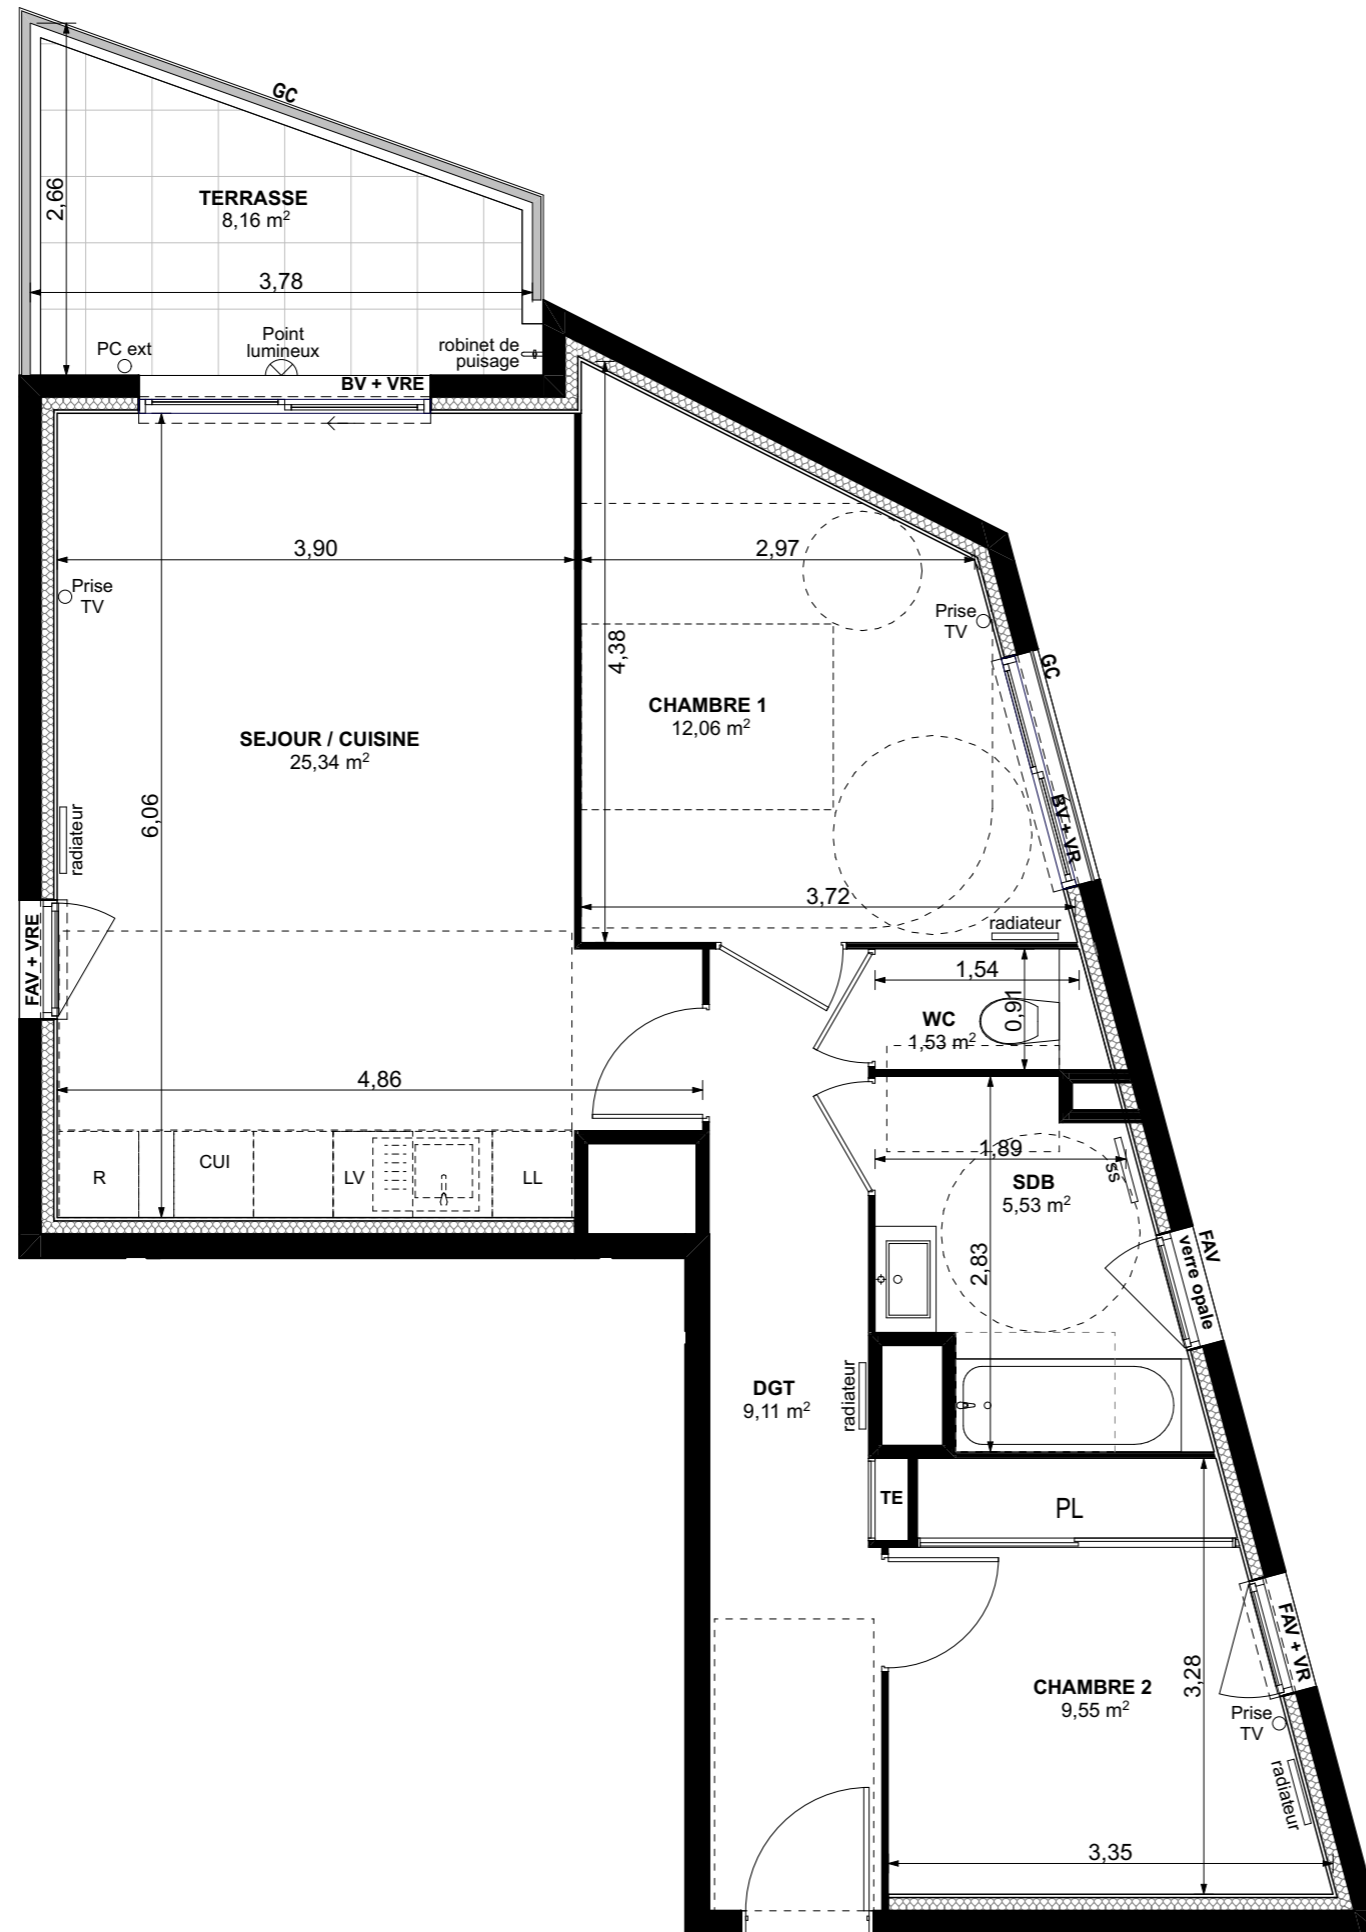 GC
2,66
TERRASSE
8,16 m²
3,78
PC ext
Point
lumineux
robinet de
puisage
BV + VRE
3,90
2,97
Prise
TV
Prise
TV
4,38
GC
CHAMBRE 1
12,06 m²
SEJOUR / CUISINE
25,34 m²
6,06
radiateur
BV + VR
3,72
radiateur
FAV + VRE
1,54
0,91
WC
1,53 m²
4,86
1,89
SS
SDB
5,53 m²
R
CUI
LV
LL
2,83
FAV
verre opale
DGT
9,11 m²
radiateur
TE
PL
FAV + VR
3,28
CHAMBRE 2
9,55 m²
Prise
TV
radiateur
3,35